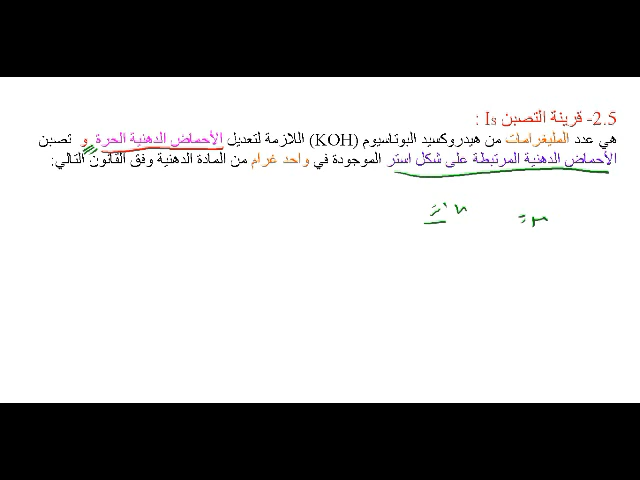 2.5- قرينة التصبن Is :
هي عدد المليغرامات من هيدروكسيد البوتاسيوم (KOH) اللازمة لتعديل الأحماض الدهنية الحرة و تصبن
الأحماض الدهنية المرتبطة على شكل استر الموجودة في واحد غرام من المادة الدهنية وفق القانون التالي: